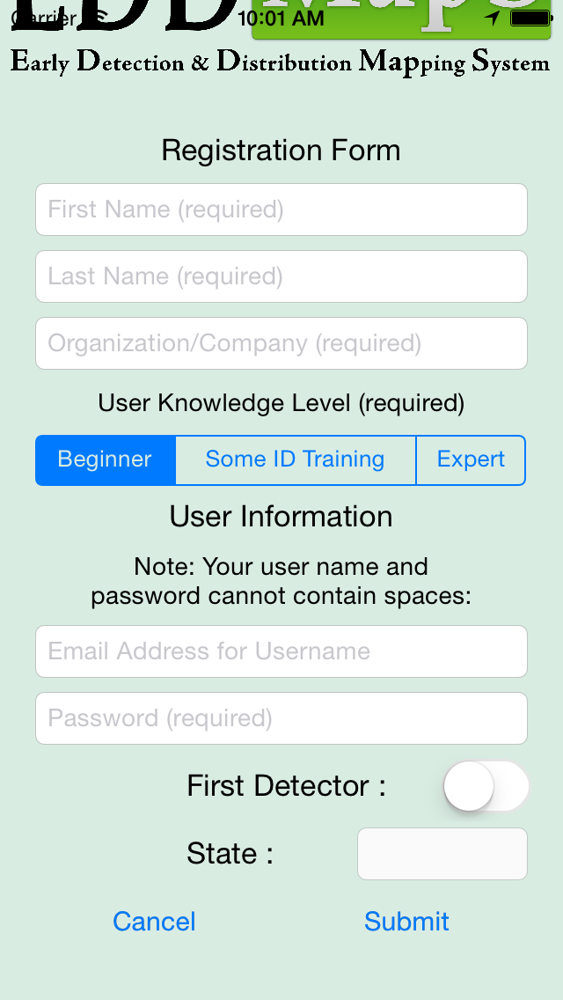 Carrier 10:01 AM
EDD Maps
Early Detection & Distribution Mapping System
Registration Form
First Name (required)
Last Name (required)
Organization/Company (required)
User Knowledge Level (required)
Beginner Some ID Training Expert
User Information
Note: Your user name and
password cannot contain spaces:
Email Address for Username
Password (required)
First Detector :
State :
Cancel Submit